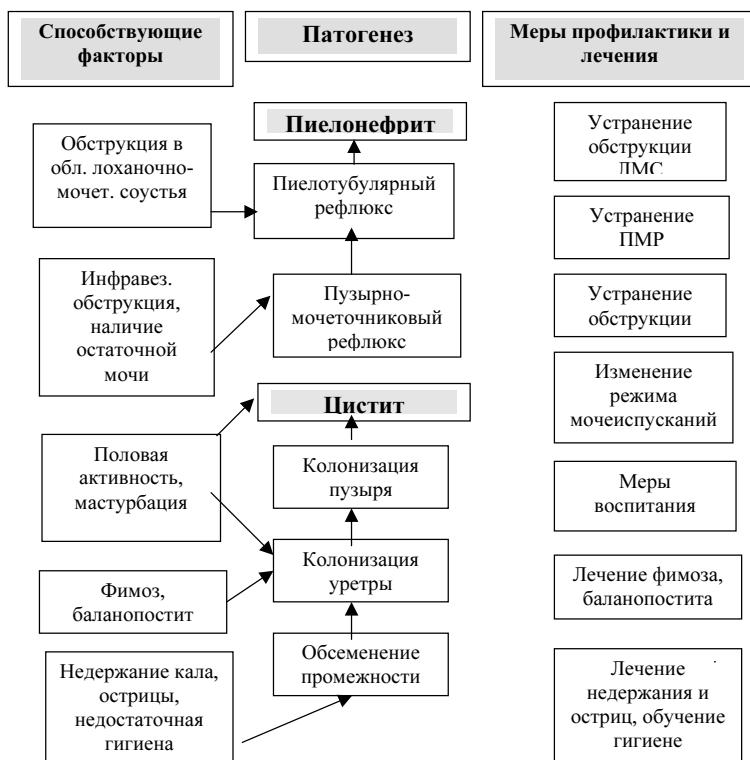 Способствующие
факторы
Патогенез
Меры профилактики и
лечения
Пиелонефрит
Обструкция в
обл. лоханочно-
мочет. соустья
Пиелотубулярный
рефлюкс
Инфравез.
обструкция,
наличие
остаточной
мочи
Пузырно-
мочеточниковый
рефлюкс
Цистит
Половая
активность,
мастурбация
Колонизация
пузыря
Колонизация
уретры
Фимоз,
баланопостит
Обсеменение
промежности
Недержание кала,
острицы,
недостаточная
гигиена
Устранение
обструкции
ЛМС
Устранение
ПМР
Устранение
обструкции
Изменение
режима
мочеиспусканий
Меры
воспитания
Лечение фимоза,
баланопостита
Лечение
недержания и
остриц, обучение
гигиене